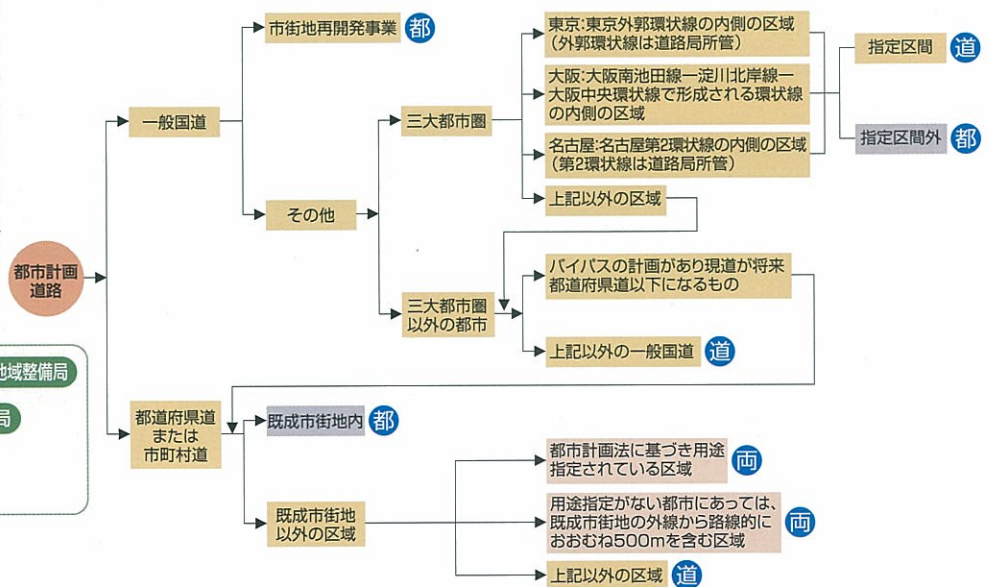 市街地再開発事業 都
東京:東京外郭環状線の内側の区域
(外郭環状線は道路局所管)
指定区間 道
一般国道
三大都市圏
大阪:大阪南池田線ー淀川北岸線ー
大阪中央環状線で形成される環状線
の内側の区域
指定区間外 都
名古屋:名古屋第2環状線の内側の区域
(第2環状線は道路局所管)
その他
上記以外の区域
都市計画
道路
バイパスの計画があり現道が将来
都道府県道以下になるもの
三大都市圏
以外の都市
上記以外の一般国道 道
地域整備局
局
都道府県道
または
市町村道
既成市街地内 都
都市計画法に基づき用途
指定されている区域 両
既成市街地
以外の区域
用途指定がない都市にあっては、
既成市街地の外線から路線的に
おおむね500mを含む区域 両
上記以外の区域 道